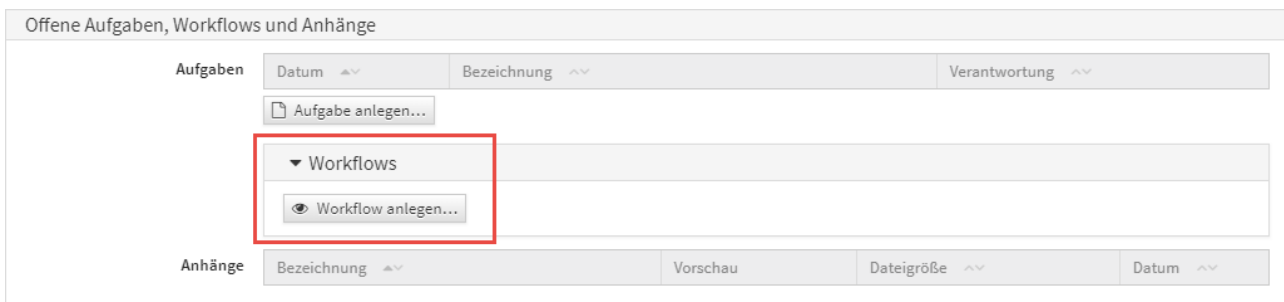 Offene Aufgaben, Workflows und Anhänge
Aufgaben Datum Bezeichnung Verantwortung
Aufgabe anlegen...
Workflows
Workflow anlegen...
Anhänge Bezeichnung Vorschau Dateigröße Datum